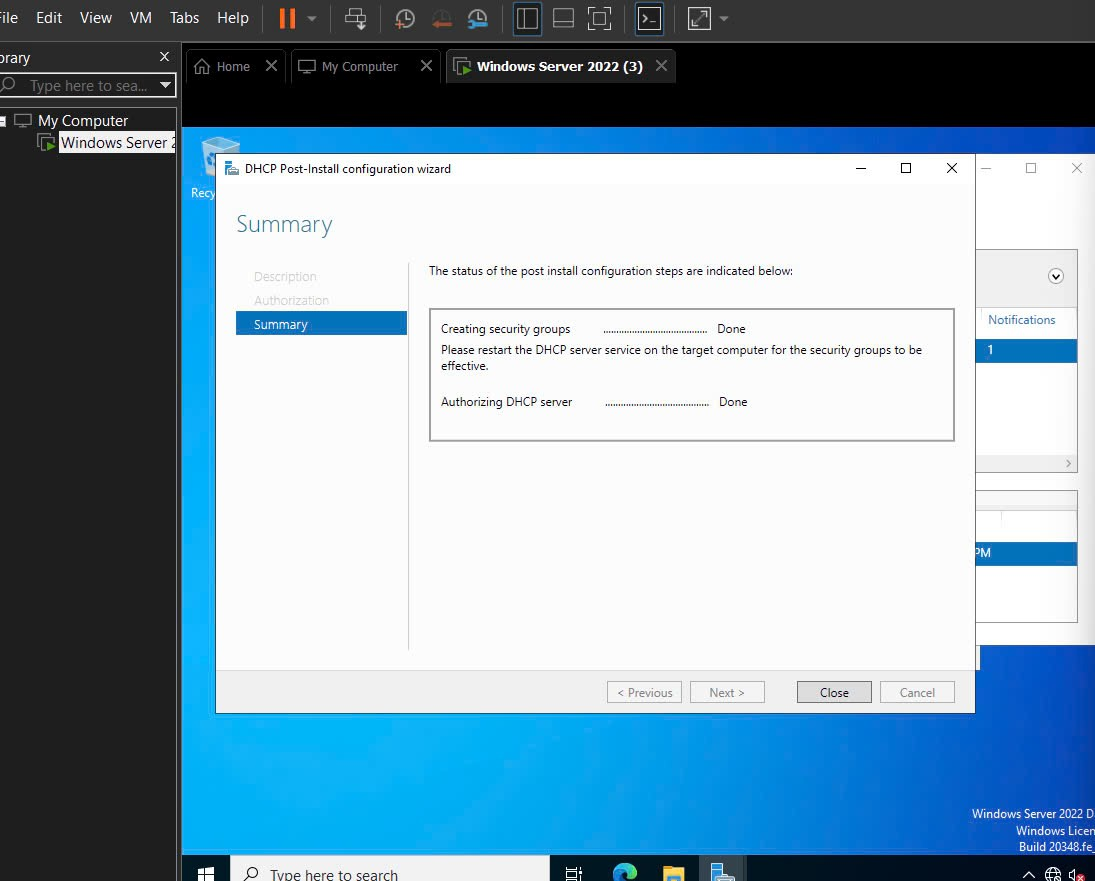 File Edit View VM Tabs Help
Library
Type here to sea...
Home
My Computer
Windows Server 2022 (3)
My Computer
Windows Server 2
Recy
DHCP Post-Install configuration wizard
Summary
Description
Authorization
Summary
The status of the post install configuration steps are indicated below:
Creating security groups ........................................ Done
Please restart the DHCP server service on the target computer for the security groups to be
effective.
Authorizing DHCP server ........................................ Done
< Previous
Next >
Close
Cancel
Notifications
1
PM
Windows Server 2022 D
Windows Licen
Build 20348.fe_
Type here to search